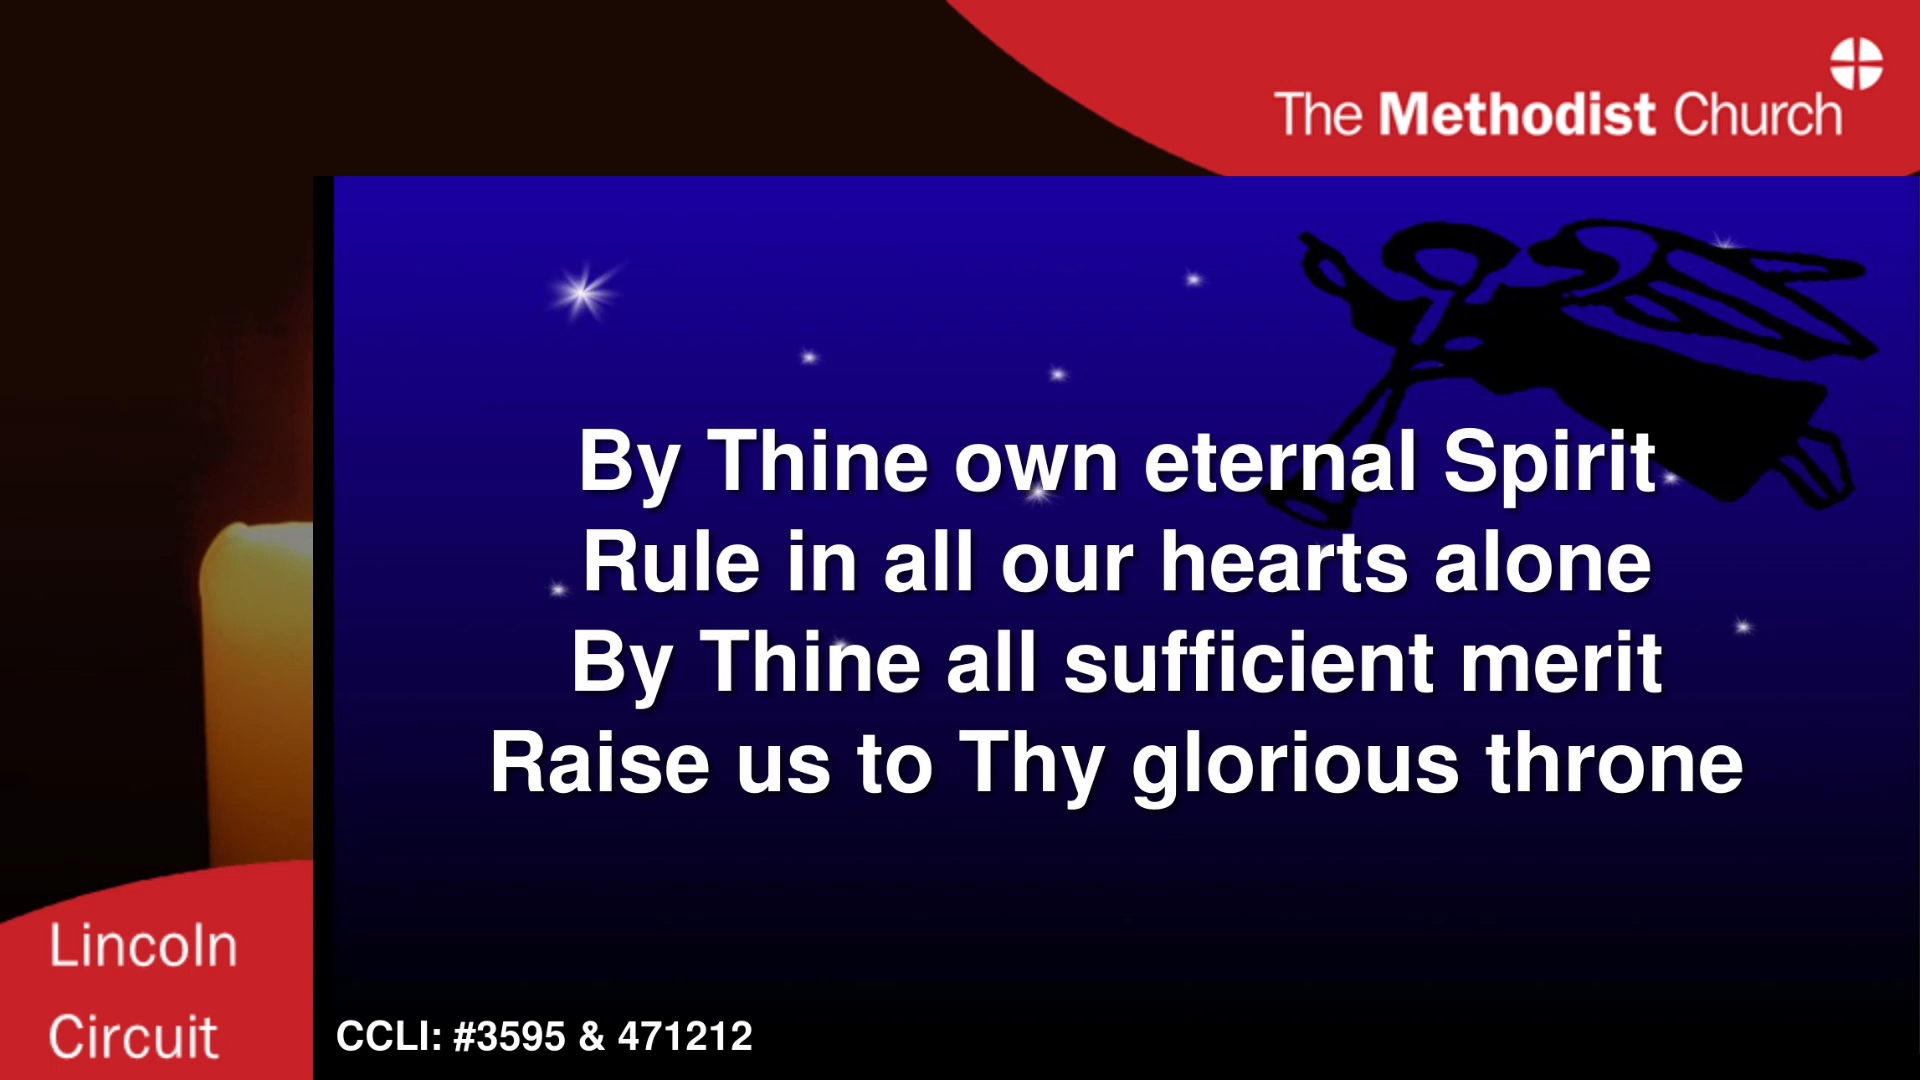 The Methodist Church
By Thine own eternal Spirit
Rule in all our hearts alone
By Thine all sufficient merit
Raise us to Thy glorious throne
Lincoln
Circuit
CCLI: #3595 & 471212